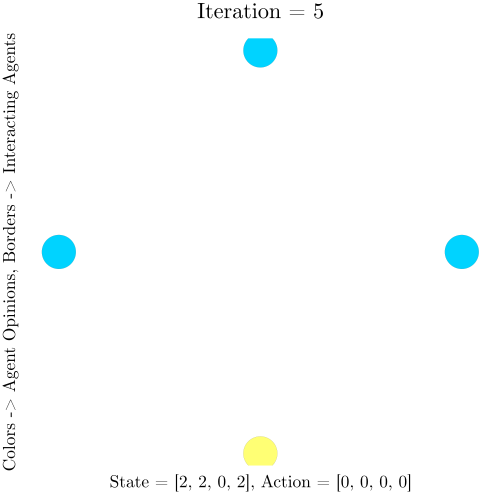 Iteration = 5
Colors -> Agent Opinions, Borders -> Interacting Agents
State = [2, 2, 0, 2], Action = [0, 0, 0, 0]